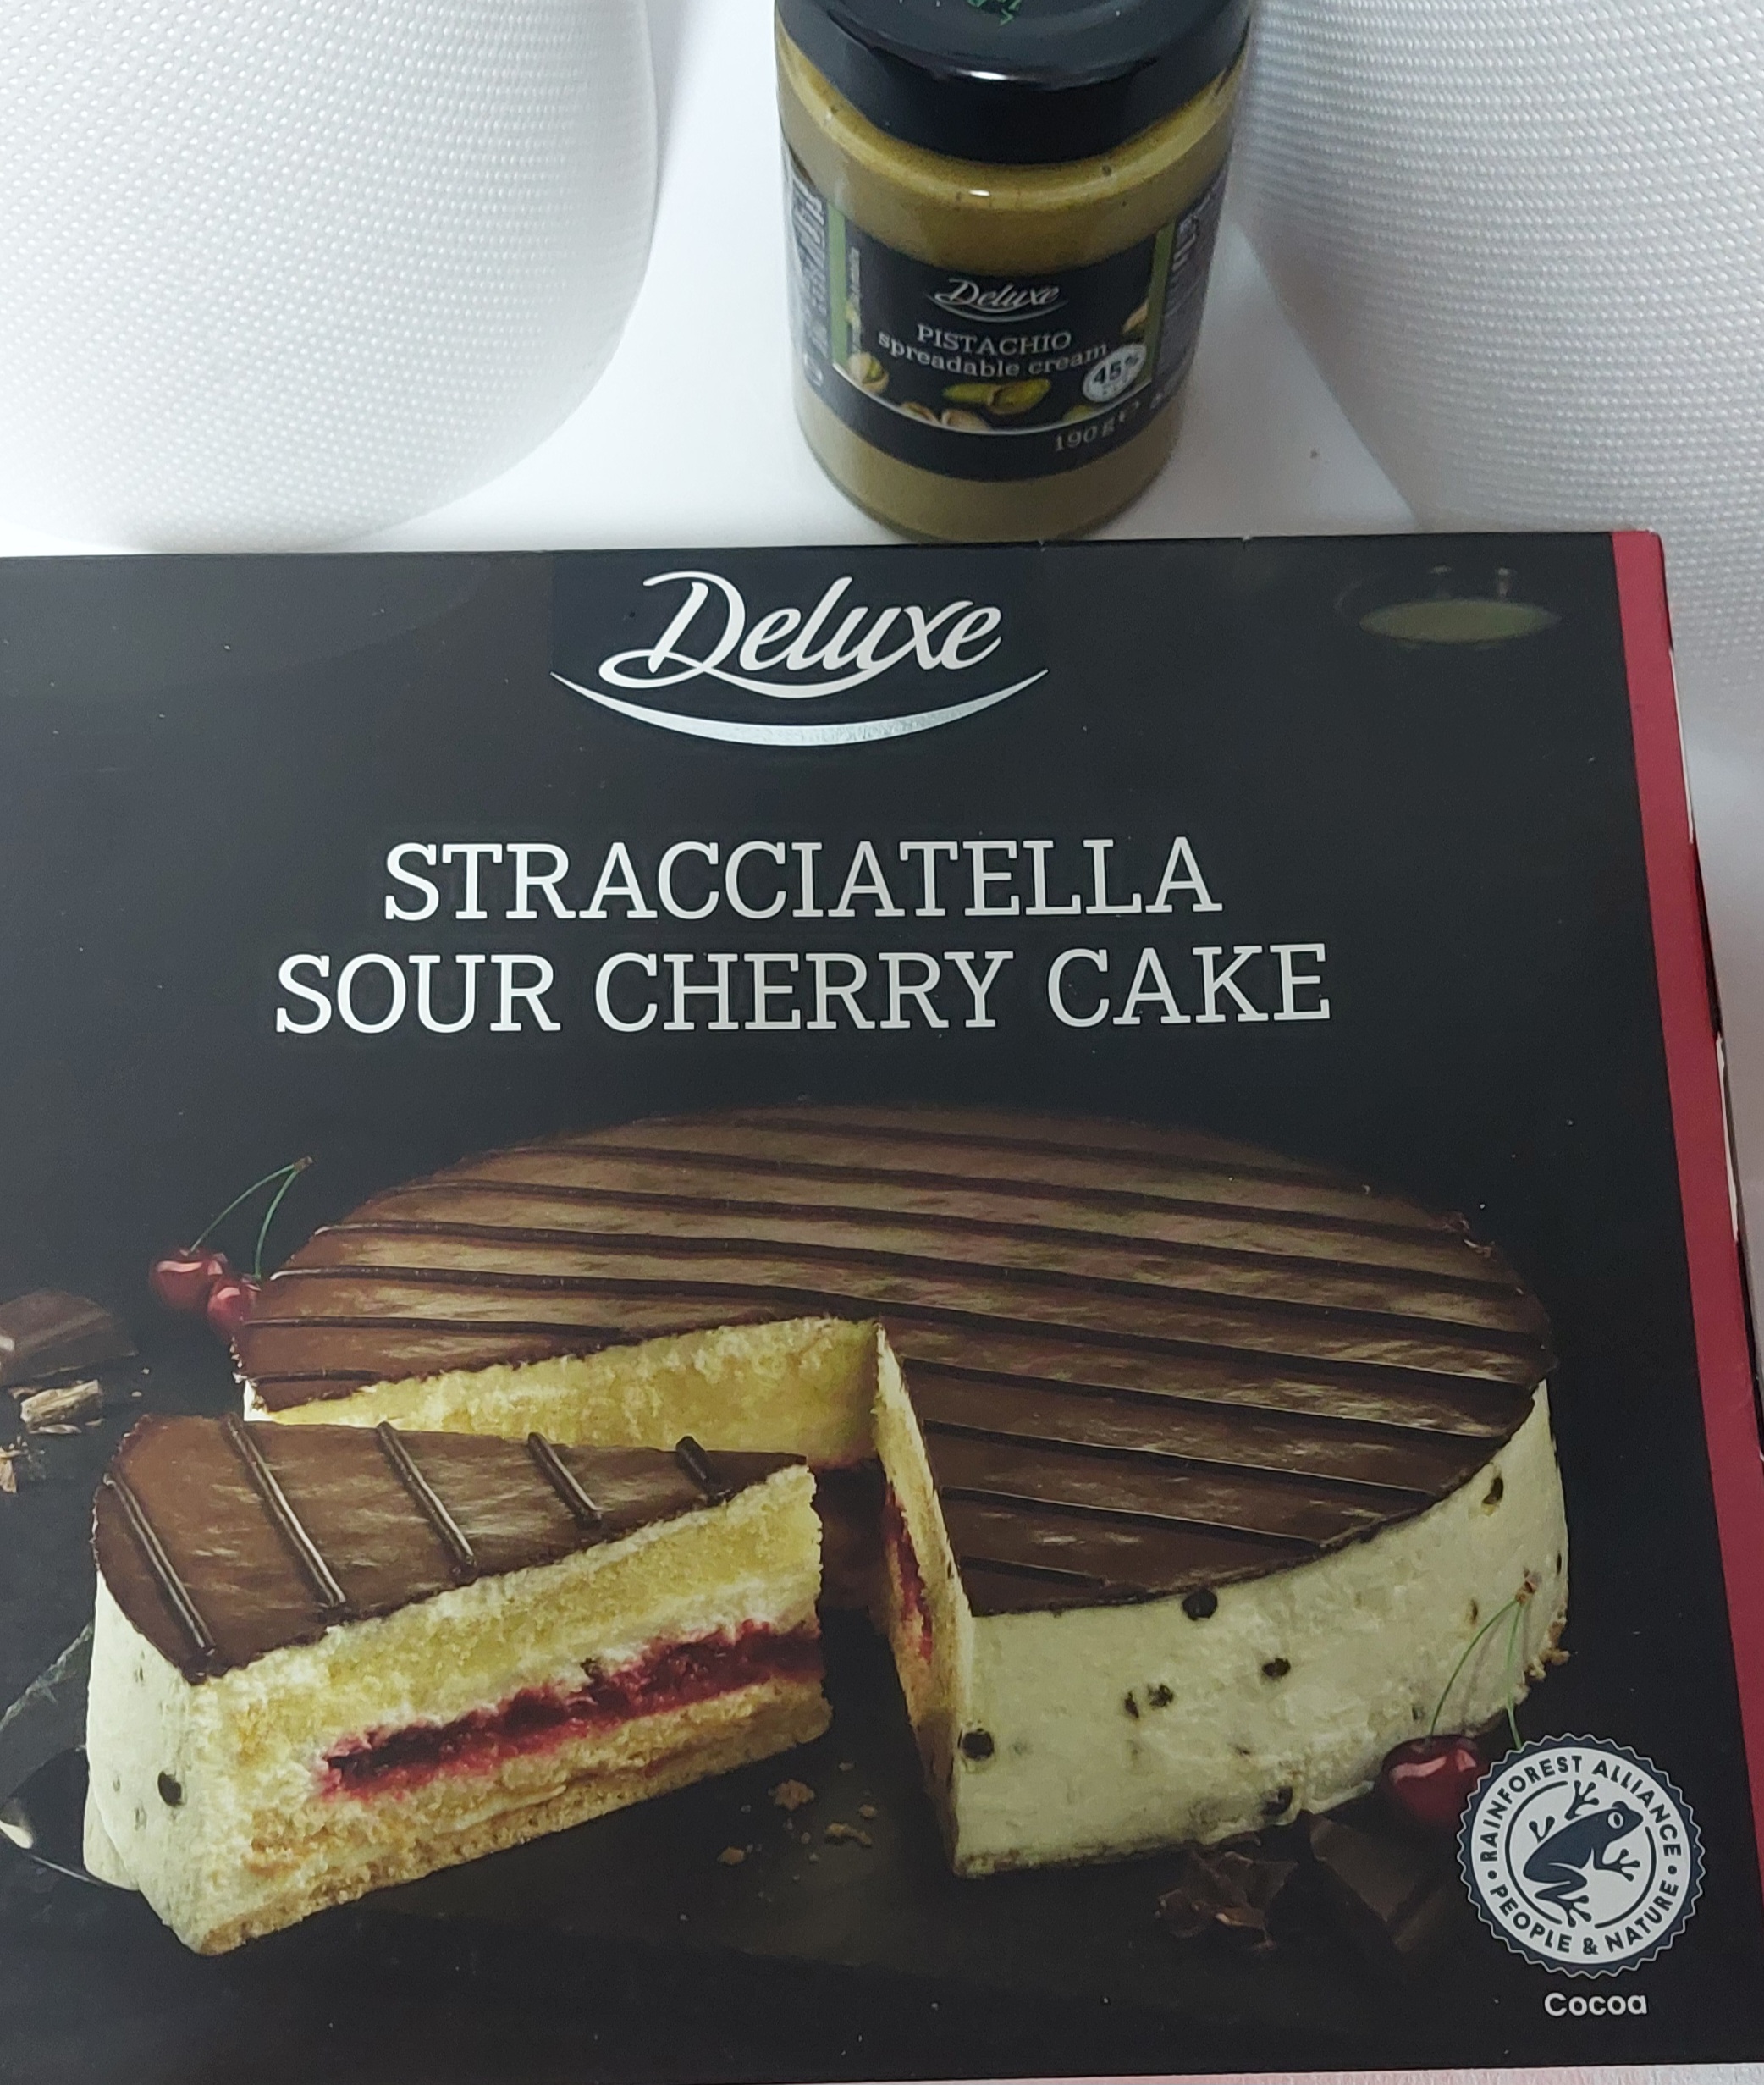 Deluxe
PISTACHIO
spreadable cream
45%
190 g e
Deluxe
STRACCIATELLA
SOUR CHERRY CAKE
RAINFOREST ALLIANCE
PEOPLE & NATURE
Cocoa